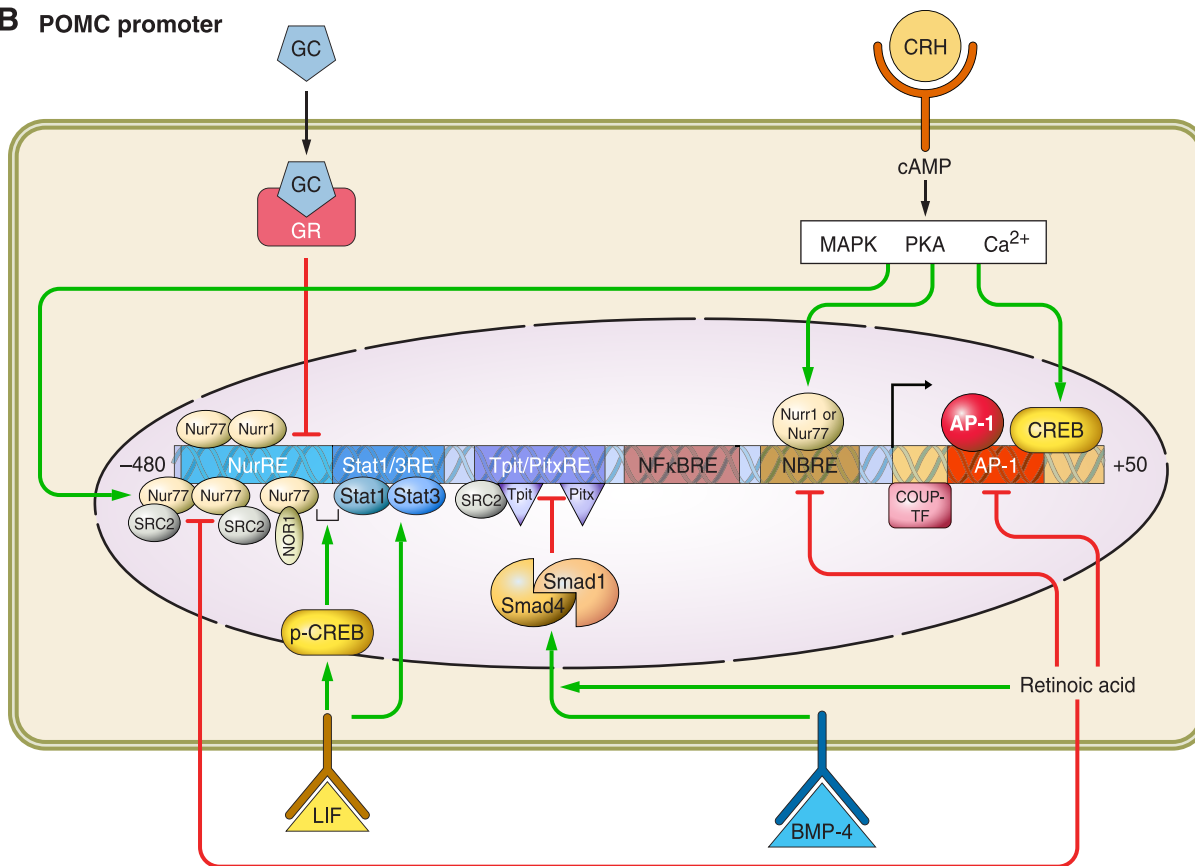 B POMC promoter
GC
CRH
GC
GR
cAMP
MAPK PKA Ca2+
Nur77 Nurr1
Nurr1 or
Nur77
AP-1
CREB
–480 NurRE Stat1/3RE Tpit/PitxRE NFκBRE NBRE AP-1 +50
Nur77 Nur77 Nur77 Stat1 Stat3 SRC2 Tpit Pitx
SRC2 SRC2 NOR1
COUP-
TF
Smad1
Smad4
p-CREB
Retinoic acid
LIF
BMP-4